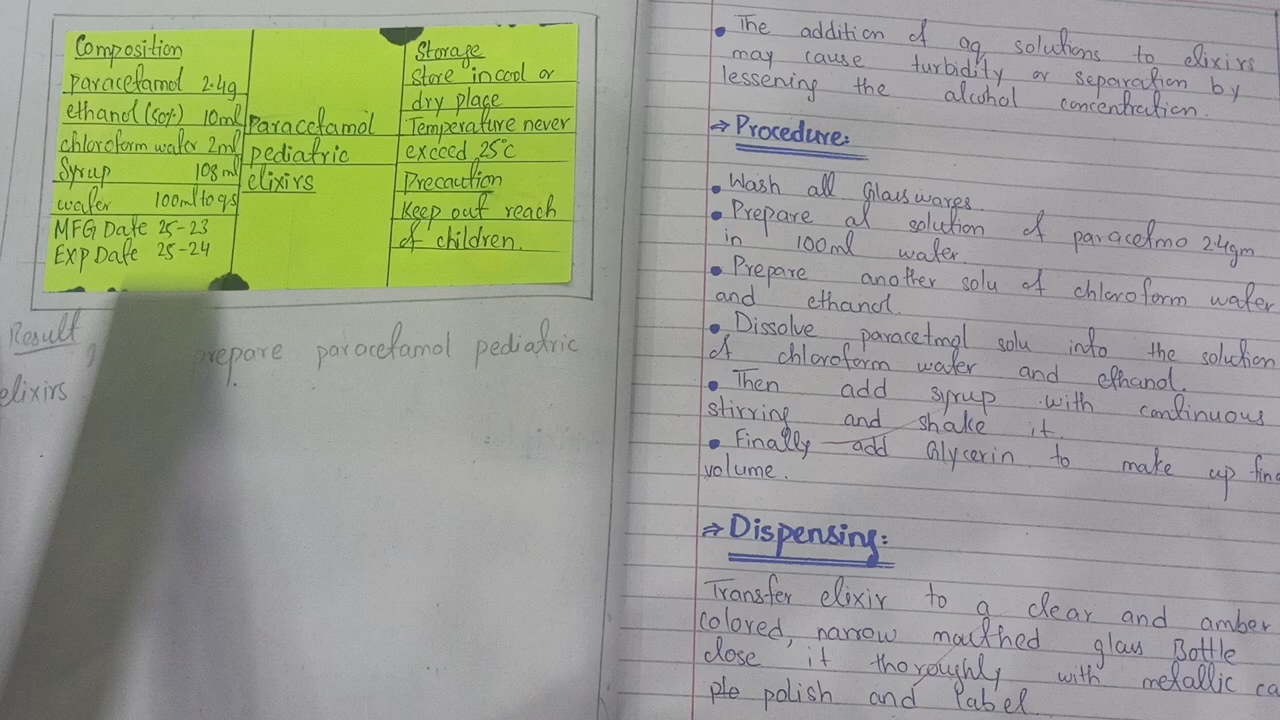 Composition
paracetamol 2.4g
ethanol (50%) 10ml
chloroform water 2ml
Syrup 108 ml
water 100ml to qs
MFG Date 25-23
EXP Date 25-24
Paracetamol
pediatric
elixirs
Storage
Store in cool or
dry place
Temperature never
exceed 25°C
Precaution
Keep out reach
of children.
Result
prepare paracetamol pediatric
elixirs.
• The addition of aq solutions to elixirs
may cause turbidity or separation by
lessening the alcohol concentration.
⇒ Procedure:
• Wash all Glasswares.
• Prepare al solution of paracetmo 2.4gm
in 100ml water.
• Prepare another solu of chloroform water
and ethanol.
• Dissolve paracetmol solu into the solution
of chloroform water and ethanol.
• Then add syrup with continuous
stirring and shake it.
• Finally add Glycerin to make up fin
volume.
⇒ Dispensing:
Transfer elixir to a clear and amber
colored, narrow mouthed glass Bottle
close it thoroughly with metallic ca
ple polish and label